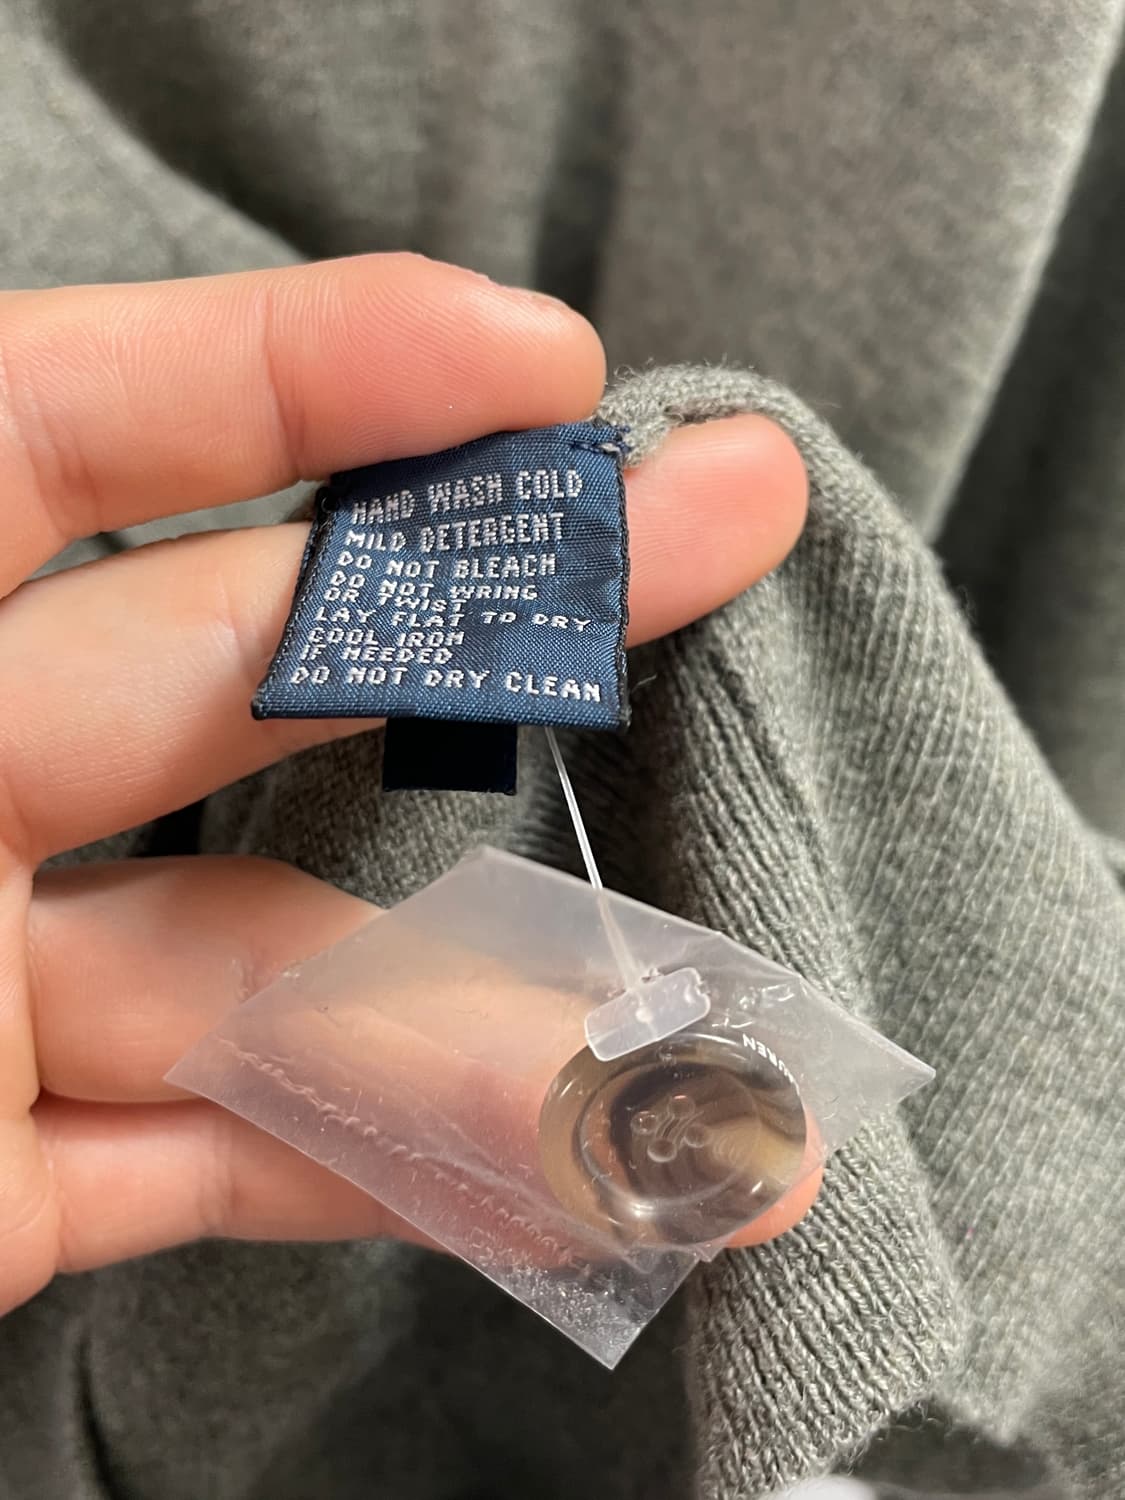 HAND WASH COLD
MILD DETERGENT
DO NOT BLEACH
DO NOT WRING
OR TWIST
LAY FLAT TO DRY
COOL IRON
IF NEEDED
DO NOT DRY CLEAN
LAUREN